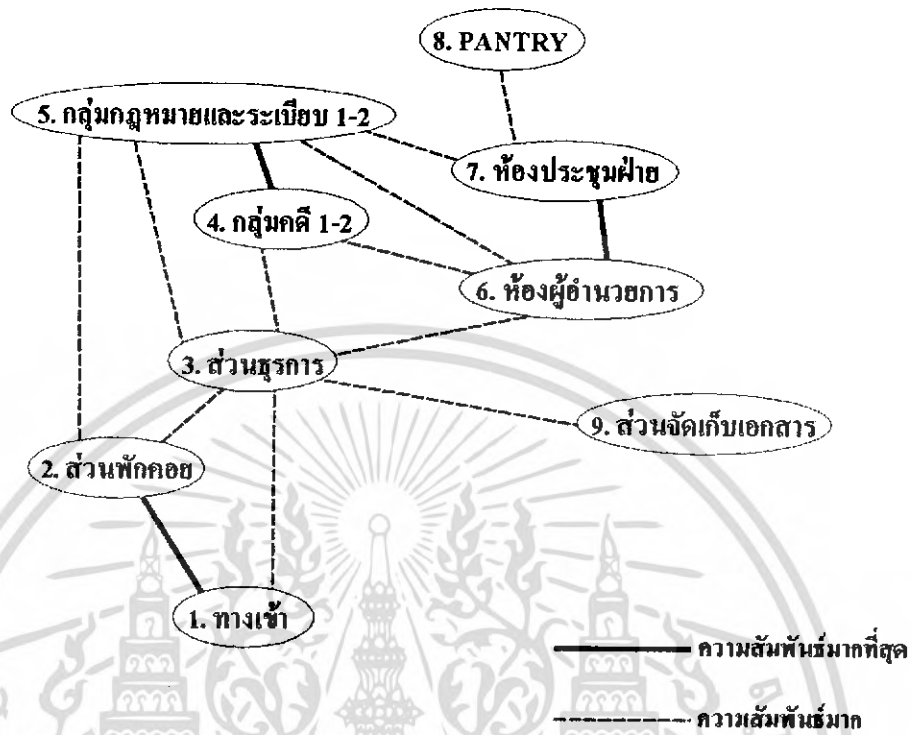 8. PANTRY
5. กลุ่มกฎหมายและระเบียบ 1-2
7. ห้องประชุมฝ่าย
4. กลุ่มคดี 1-2
6. ห้องผู้อำนวยการ
3. ส่วนธุรการ
9. ส่วนจัดเก็บเอกสาร
2. ส่วนพักคอย
1. ทางเข้า
ความสัมพันธ์มากที่สุด
ความสัมพันธ์มาก